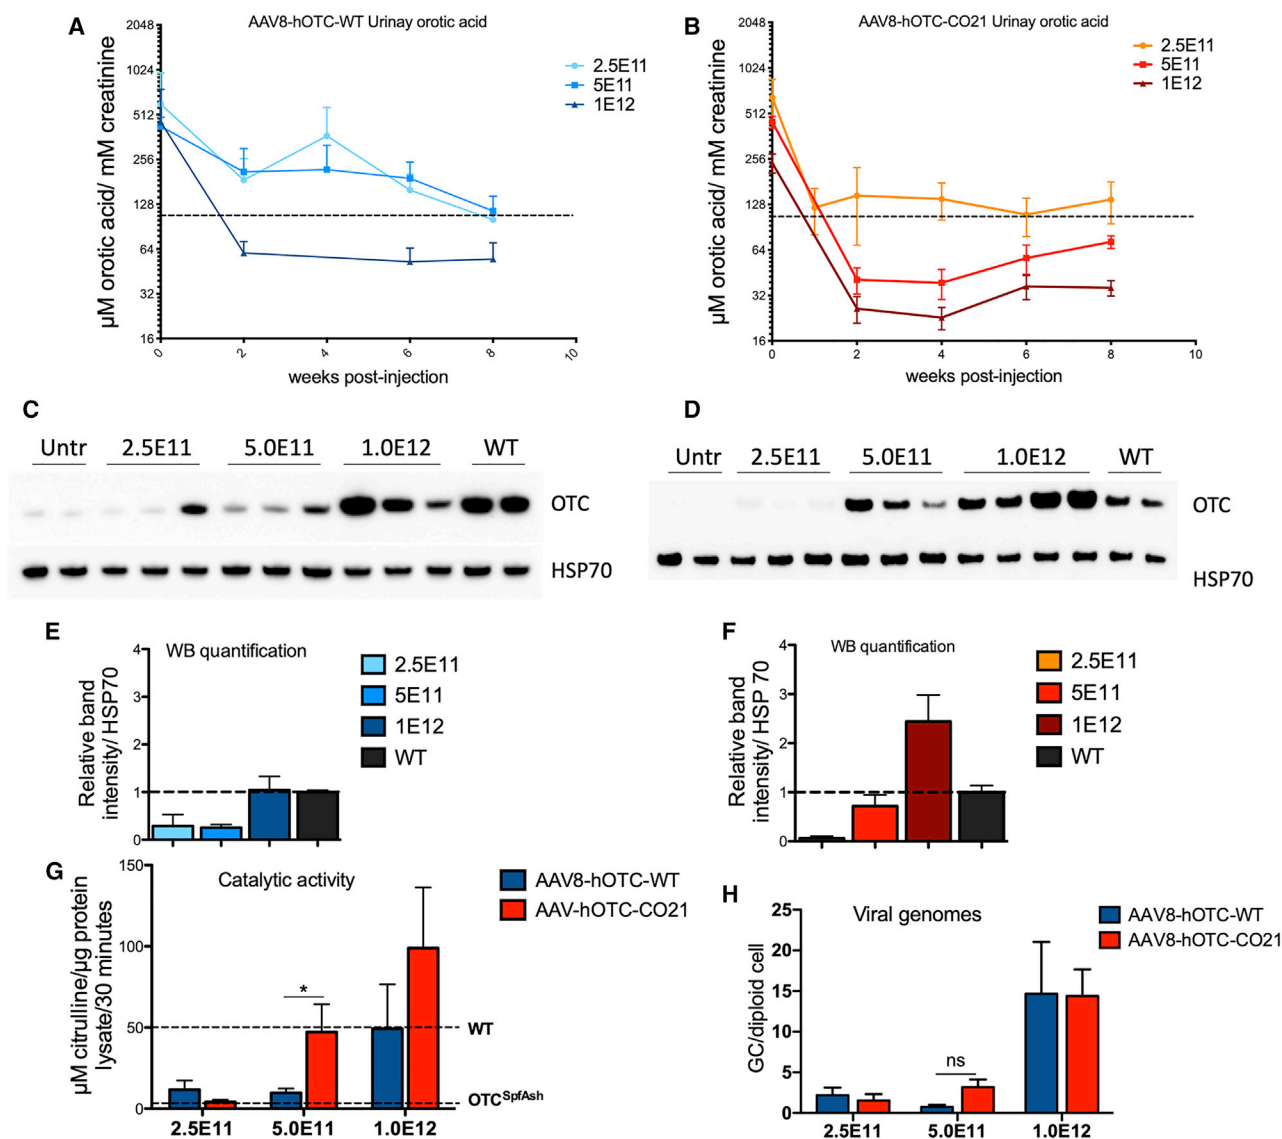 A
AAV8-hOTC-WT Urinay orotic acid
µM orotic acid/ mM creatinine
2048
1024
512
256
128
64
32
16
0
2
4
6
8
10
weeks post-injection
2.5E11
5E11
1E12
B
AAV8-hOTC-CO21 Urinay orotic acid
µM orotic acid/ mM creatinine
2048
1024
512
256
128
64
32
16
0
2
4
6
8
10
weeks post-injection
2.5E11
5E11
1E12
C
Untr 2.5E11 5.0E11 1.0E12 WT
OTC
HSP70
D
Untr 2.5E11 5.0E11 1.0E12 WT
OTC
HSP70
E
WB quantification
Relative band
intensity/ HSP70
4
3
2
1
0
2.5E11
5E11
1E12
WT
F
WB quantification
Relative band
intensity/ HSP 70
4
3
2
1
0
2.5E11
5E11
1E12
WT
G
Catalytic activity
µM citrulline/µg protein
lysate/30 minutes
150
100
50
0
*
WT
OTCSpfAsh
2.5E11 5.0E11 1.0E12
AAV8-hOTC-WT
AAV-hOTC-CO21
H
Viral genomes
GC/diploid cell
25
20
15
10
5
0
ns
2.5E11 5.0E11 1.0E12
AAV8-hOTC-WT
AAV8-hOTC-CO21